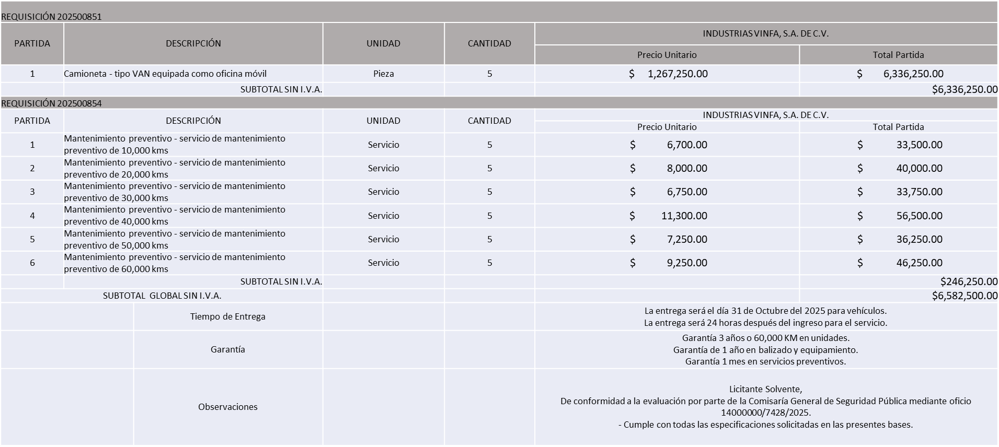 REQUISICIÓN 202500851
PARTIDA DESCRIPCIÓN UNIDAD CANTIDAD INDUSTRIAS VINFA, S.A. DE C.V.
Precio Unitario Total Partida
1 Camioneta - tipo VAN equipada como oficina móvil Pieza 5 $ 1,267,250.00 $ 6,336,250.00
SUBTOTAL SIN I.V.A. $6,336,250.00
REQUISICIÓN 202500854
PARTIDA DESCRIPCIÓN UNIDAD CANTIDAD INDUSTRIAS VINFA, S.A. DE C.V.
Precio Unitario Total Partida
1 Mantenimiento preventivo - servicio de mantenimiento
preventivo de 10,000 kms Servicio 5 $ 6,700.00 $ 33,500.00
2 Mantenimiento preventivo - servicio de mantenimiento
preventivo de 20,000 kms Servicio 5 $ 8,000.00 $ 40,000.00
3 Mantenimiento preventivo - servicio de mantenimiento
preventivo de 30,000 kms Servicio 5 $ 6,750.00 $ 33,750.00
4 Mantenimiento preventivo - servicio de mantenimiento
preventivo de 40,000 kms Servicio 5 $ 11,300.00 $ 56,500.00
5 Mantenimiento preventivo - servicio de mantenimiento
preventivo de 50,000 kms Servicio 5 $ 7,250.00 $ 36,250.00
6 Mantenimiento preventivo - servicio de mantenimiento
preventivo de 60,000 kms Servicio 5 $ 9,250.00 $ 46,250.00
SUBTOTAL SIN I.V.A. $246,250.00
SUBTOTAL GLOBAL SIN I.V.A. $6,582,500.00
Tiempo de Entrega
La entrega será el día 31 de Octubre del 2025 para vehículos.
La entrega será 24 horas después del ingreso para el servicio.
Garantía
Garantía 3 años o 60,000 KM en unidades.
Garantía de 1 año en balizado y equipamiento.
Garantía 1 mes en servicios preventivos.
Observaciones
Licitante Solvente,
De conformidad a la evaluación por parte de la Comisaría General de Seguridad Pública mediante oficio
14000000/7428/2025.
- Cumple con todas las especificaciones solicitadas en las presentes bases.